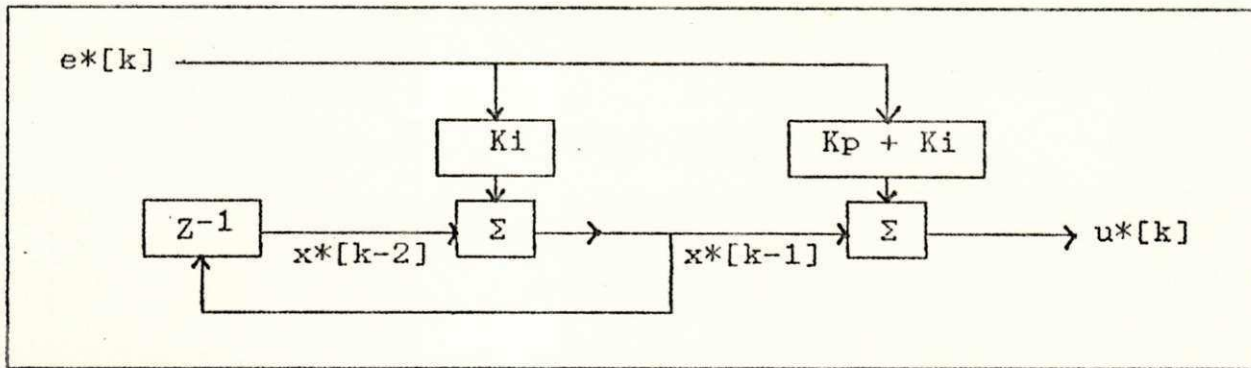 e*[k]
Ki
Kp + Ki
Z-1
x*[k-2]
Σ
x*[k-1]
Σ
u*[k]